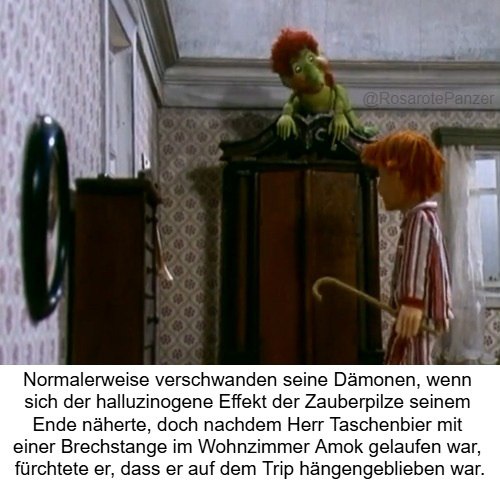 @RosarotePanzer
Normalerweise verschwanden seine Dämonen, wenn
sich der halluzinogene Effekt der Zauberpilze seinem
Ende näherte, doch nachdem Herr Taschenbier mit
einer Brechstange im Wohnzimmer Amok gelaufen war,
fürchtete er, dass er auf dem Trip hängengeblieben war.